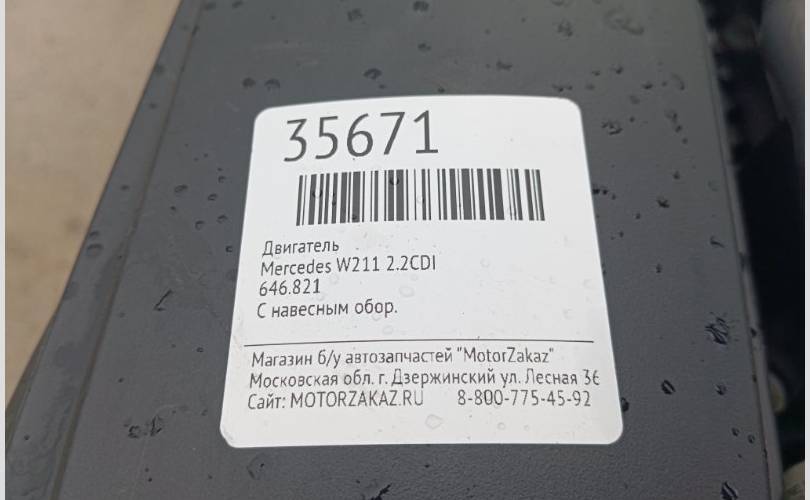 35671
Двигатель
Mercedes W211 2.2CDI
646.821
С навесным обор.
Магазин б/у автозапчастей "MotorZakaz"
Московская обл. г. Дзержинский ул. Лесная 36
Сайт: MOTORZAKAZ.RU 8-800-775-45-92